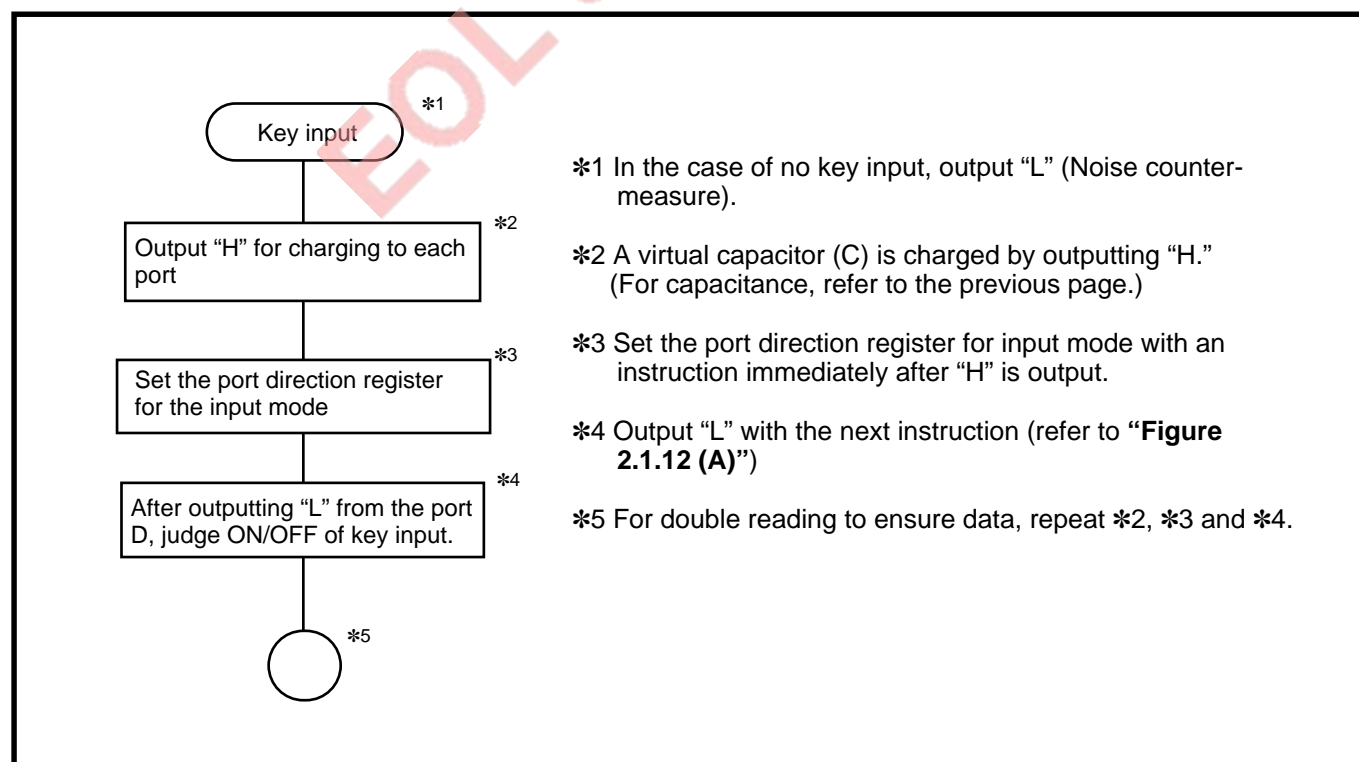 EOL
✽1
Key input
✽2
Output “H” for charging to each
port
✽3
Set the port direction register
for the input mode
✽4
After outputting “L” from the port
D, judge ON/OFF of key input.
✽5
✽1 In the case of no key input, output “L” (Noise counter-
measure).
✽2 A virtual capacitor (C) is charged by outputting “H.”
(For capacitance, refer to the previous page.)
✽3 Set the port direction register for input mode with an
instruction immediately after “H” is output.
✽4 Output “L” with the next instruction (refer to “Figure
2.1.12 (A)”)
✽5 For double reading to ensure data, repeat ✽2, ✽3 and ✽4.